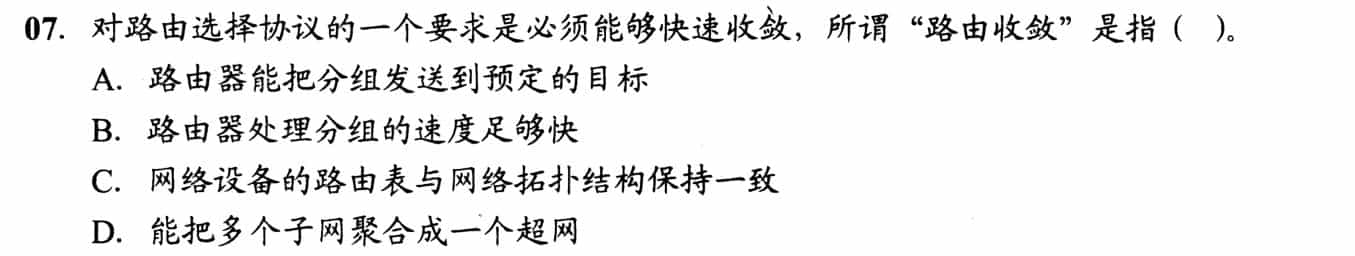 07. 对路由选择协议的一个要求是必须能够快速收敛，所谓“路由收敛”是指（ ）。
A. 路由器能把分组发送到预定的目标
B. 路由器处理分组的速度足够快
C. 网络设备的路由表与网络拓扑结构保持一致
D. 能把多个子网聚合成一个超网